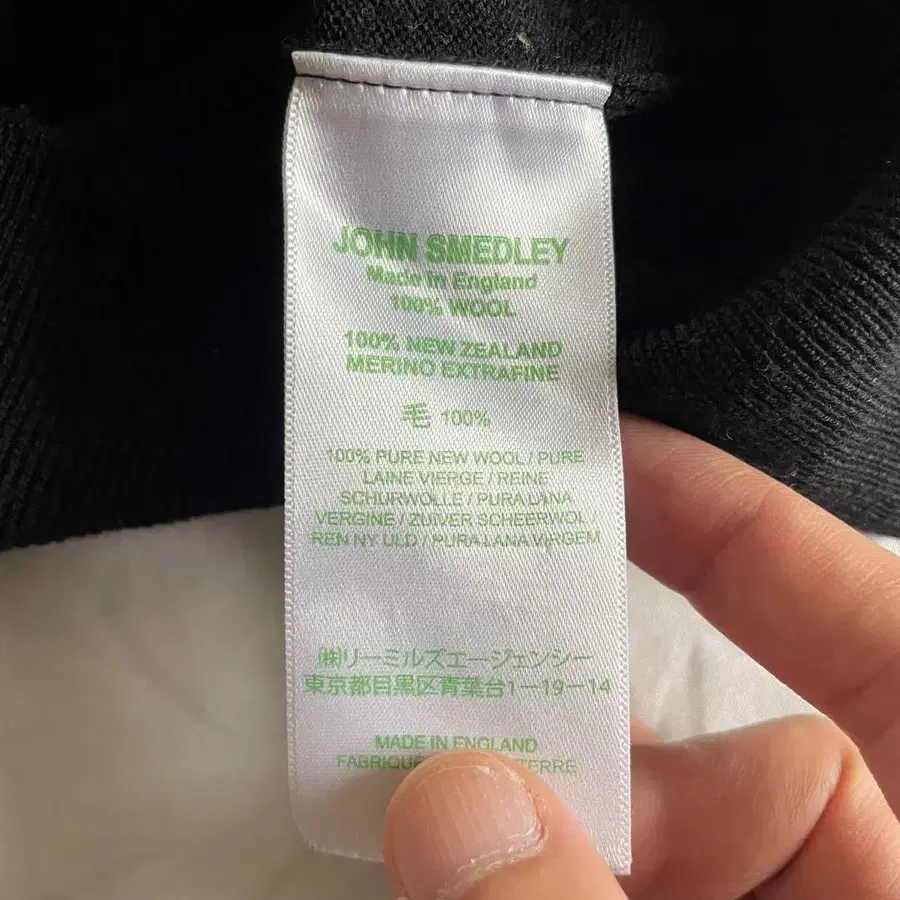 JOHN SMEDLEY
Made in England
100% WOOL
100% NEW ZEALAND
MERINO EXTRAFINE
毛 100%
100% PURE NEW WOOL / PURE
LAINE VIERGE / REINE
SCHURWOLLE / PURA LANA
VERGINE / ZUIVER SCHEERWOL
REN NY ULD / PURA LANA VIRGEM
㈱リーミルズエージェンシー
東京都目黒区青葉台1-19-14
MADE IN ENGLAND